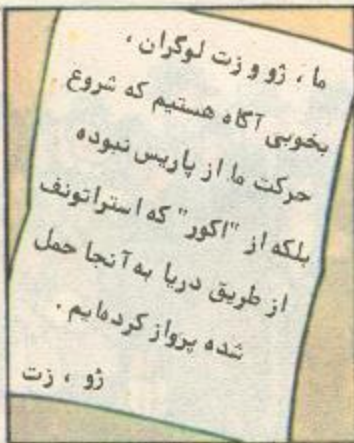 ما ، ژو و زت لوگران ،
بخوبی آگاه هستیم که شروع
حرکت ما از پاریس نبوده
بلکه از "اکور" که استراتونف
از طریق دریا به آنجا حمل
شده پرواز کرده‌ایم .
ژو ، زت